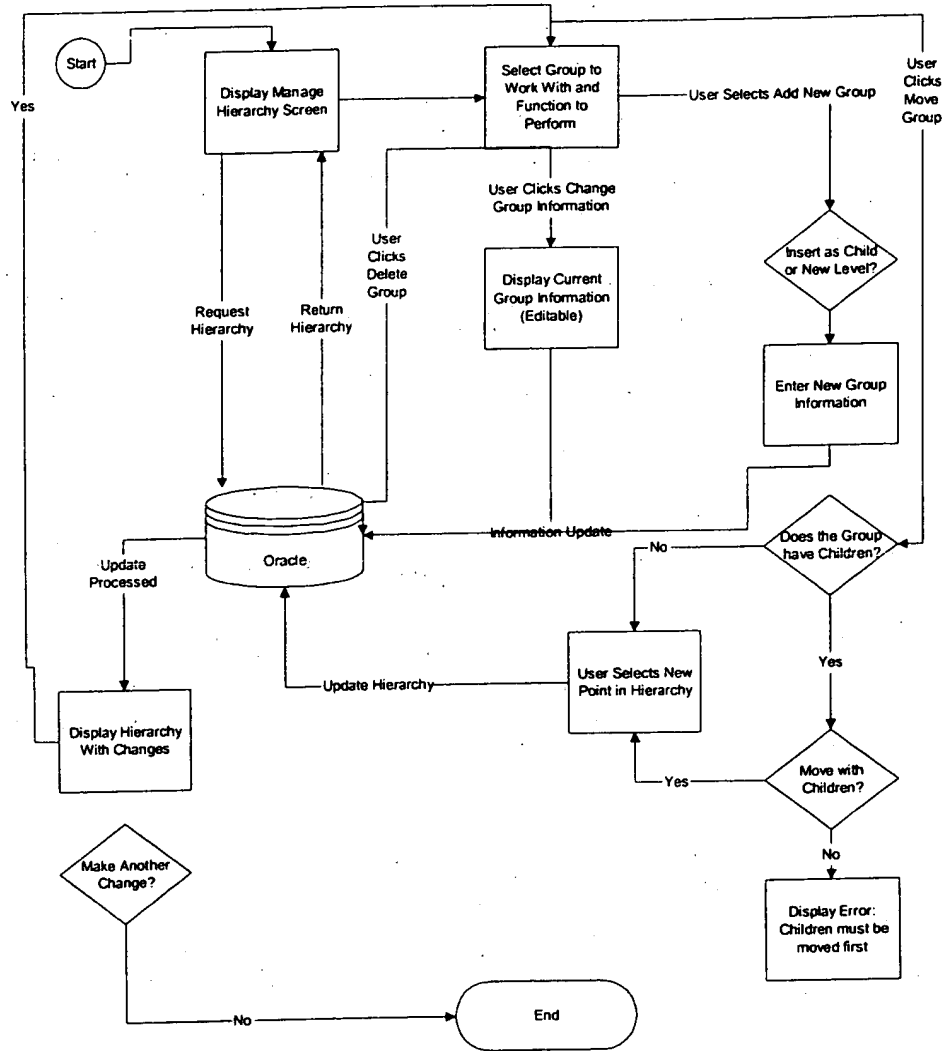 Start
Yes
Display Manage
Hierarchy Screen
Select Group to
Work With and
Function to
Perform
User Selects Add New Group
User
Clicks
Move
Group
User Clicks Change
Group Information
User
Clicks
Delete
Group
Insert as Child
or New Level?
Request
Hierarchy
Return
Hierarchy
Display Current
Group Information
(Editable)
Enter New Group
Information
Information Update
Oracle
Does the Group
have Children?
No
Update
Processed
Yes
User Selects New
Point in Hierarchy
Update Hierarchy
Display Hierarchy
With Changes
Move with
Children?
Yes
No
Make Another
Change?
Display Error:
Children must be
moved first
No
End